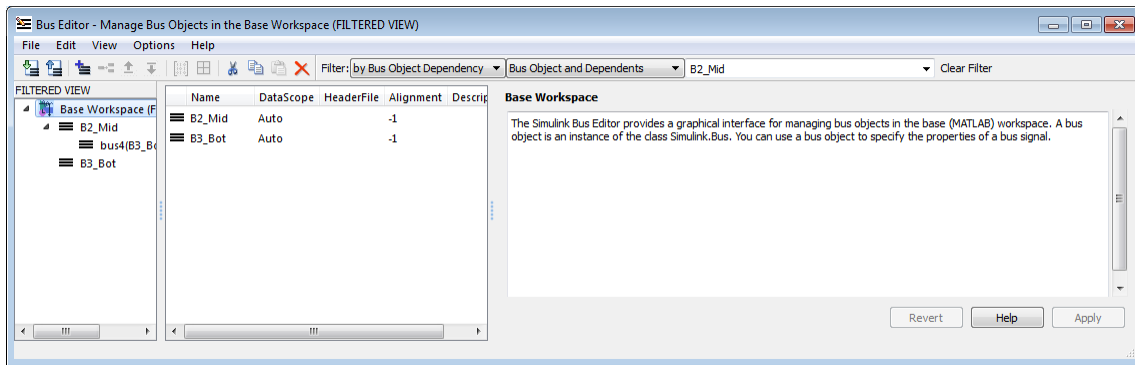 Bus Editor - Manage Bus Objects in the Base Workspace (FILTERED VIEW)
File Edit View Options Help
Filter: by Bus Object Dependency Bus Object and Dependents B2_Mid Clear Filter
FILTERED VIEW
Base Workspace (F
B2_Mid
bus4(B3_Bo
B3_Bot
Name DataScope HeaderFile Alignment Descrip
B2_Mid Auto -1
B3_Bot Auto -1
Base Workspace
The Simulink Bus Editor provides a graphical interface for managing bus objects in the base (MATLAB) workspace. A bus
object is an instance of the class Simulink.Bus. You can use a bus object to specify the properties of a bus signal.
Revert Help Apply